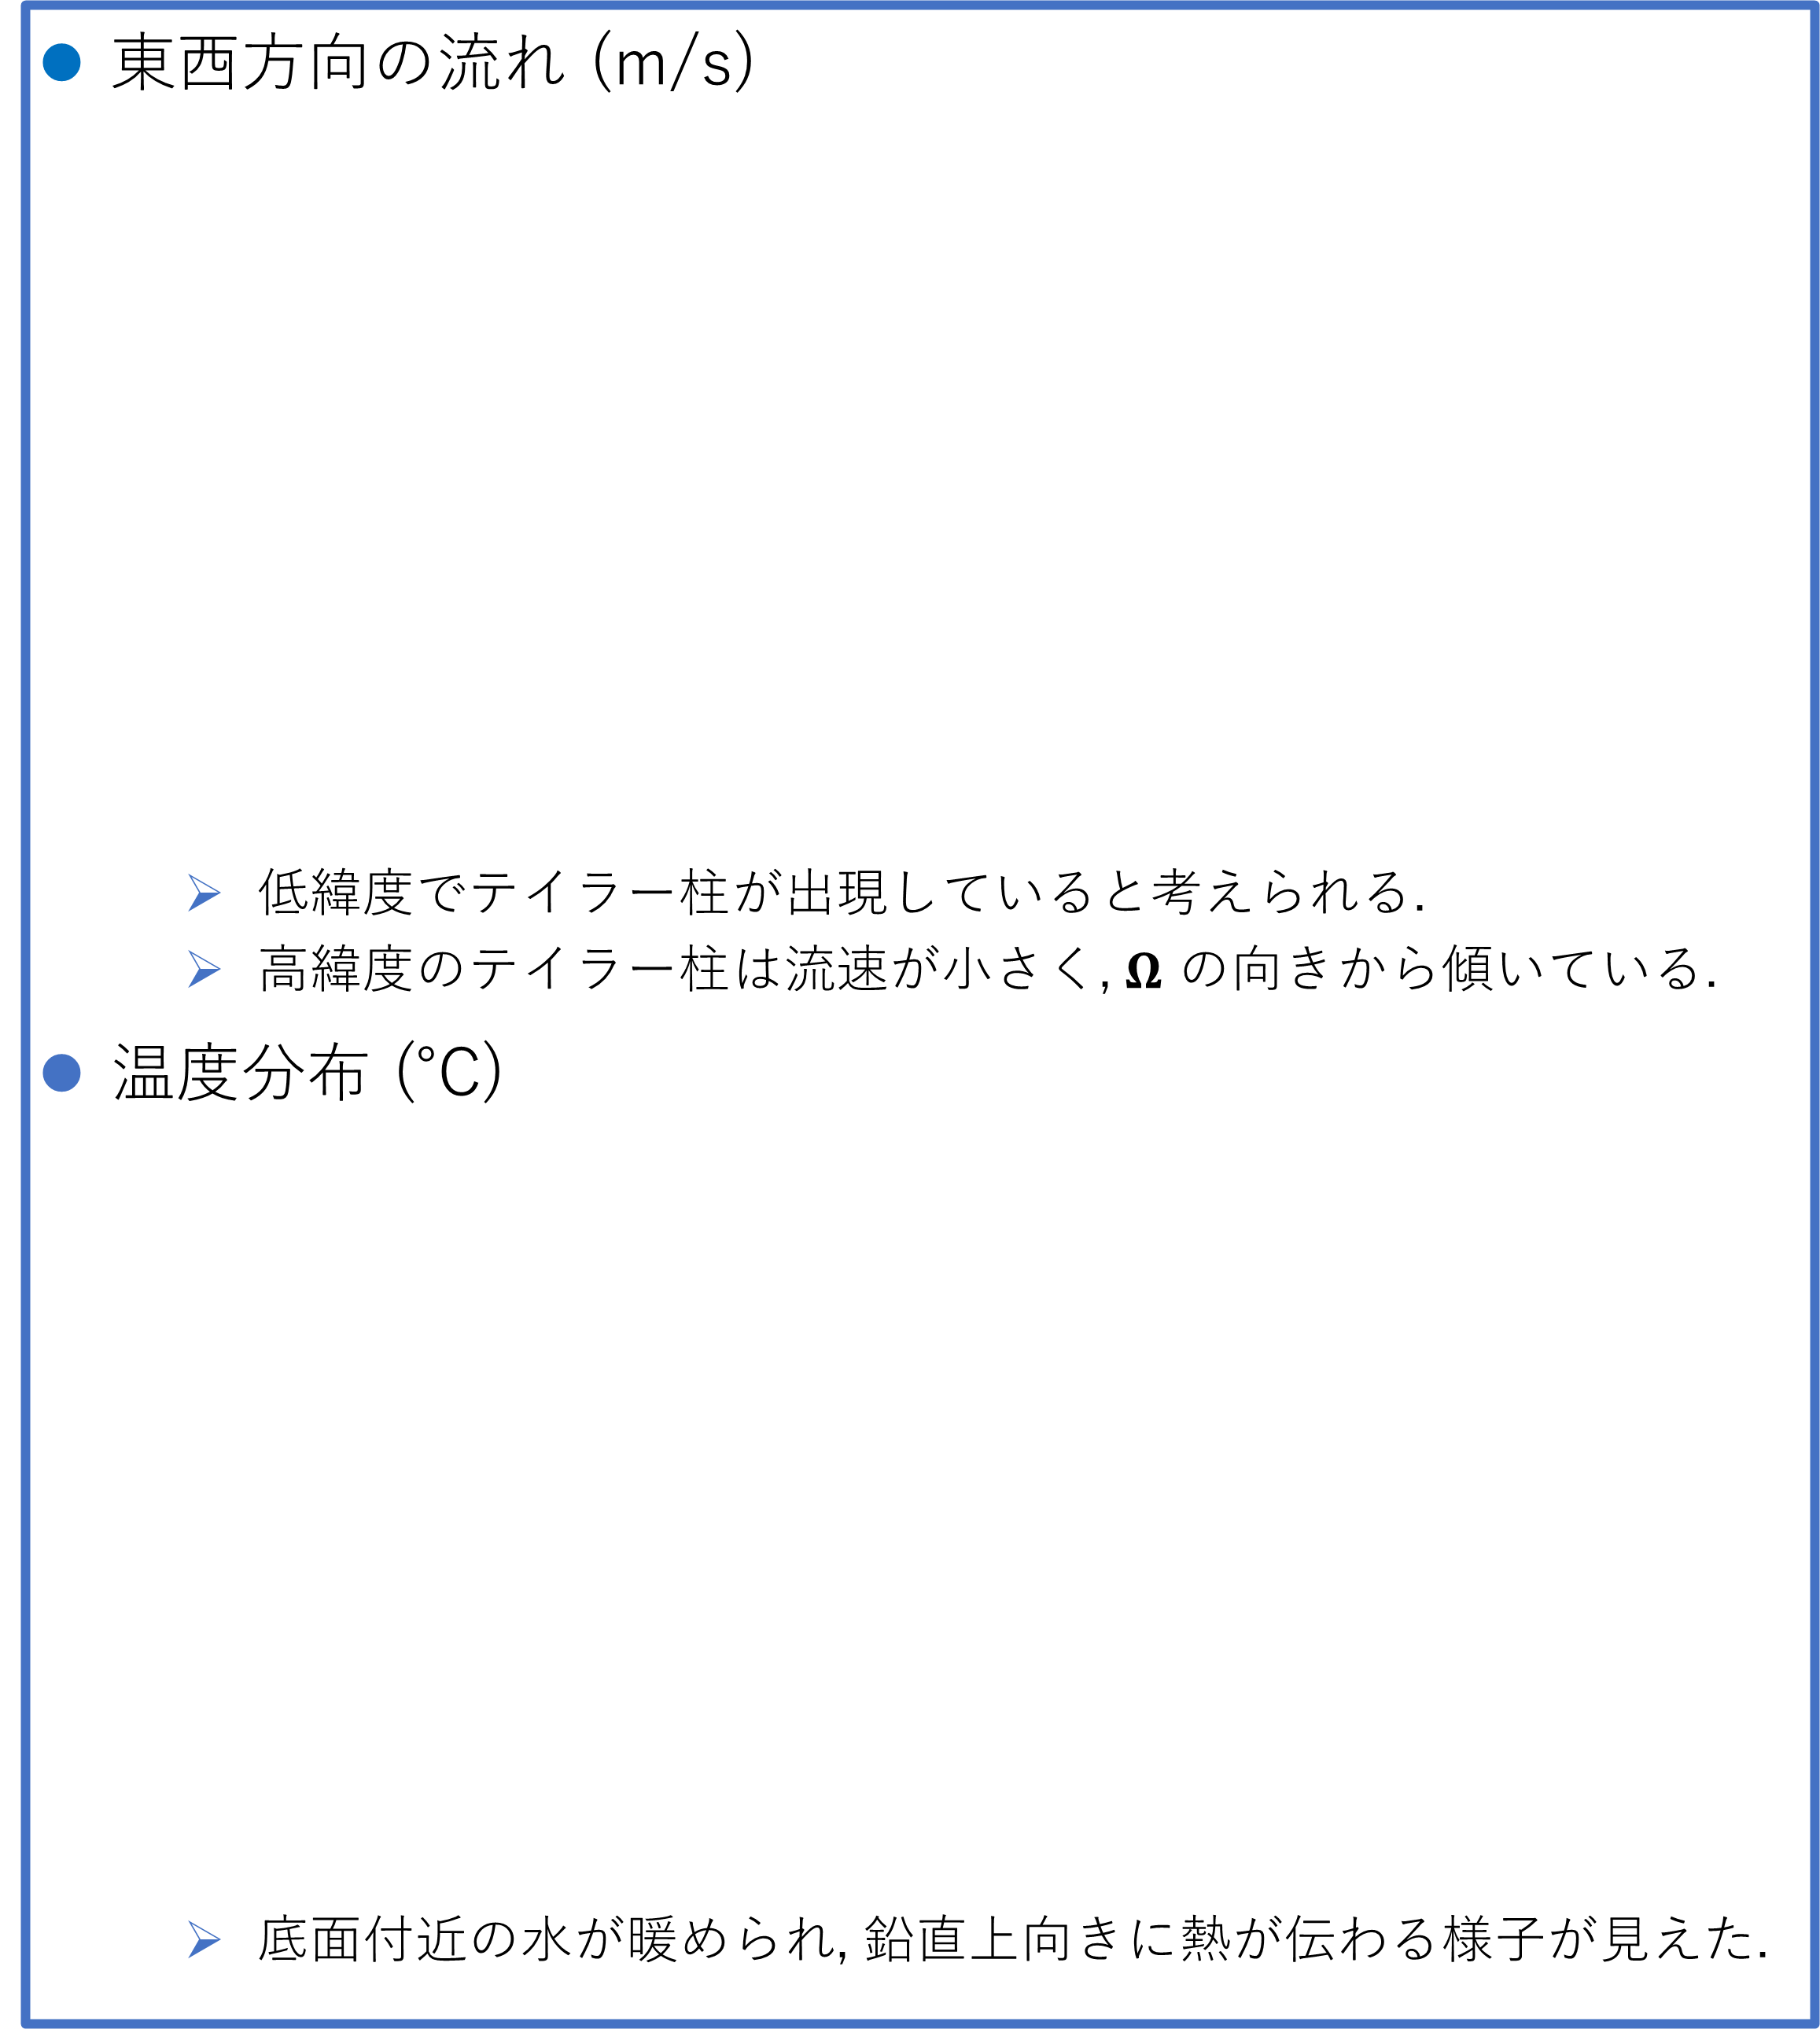 東西方向の流れ (m/s)
低緯度でテイラー柱が出現していると考えられる.
高緯度のテイラー柱は流速が小さく, Ω の向きから傾いている.
温度分布 (℃)
底面付近の水が暖められ, 鉛直上向きに熱が伝わる様子が見えた.